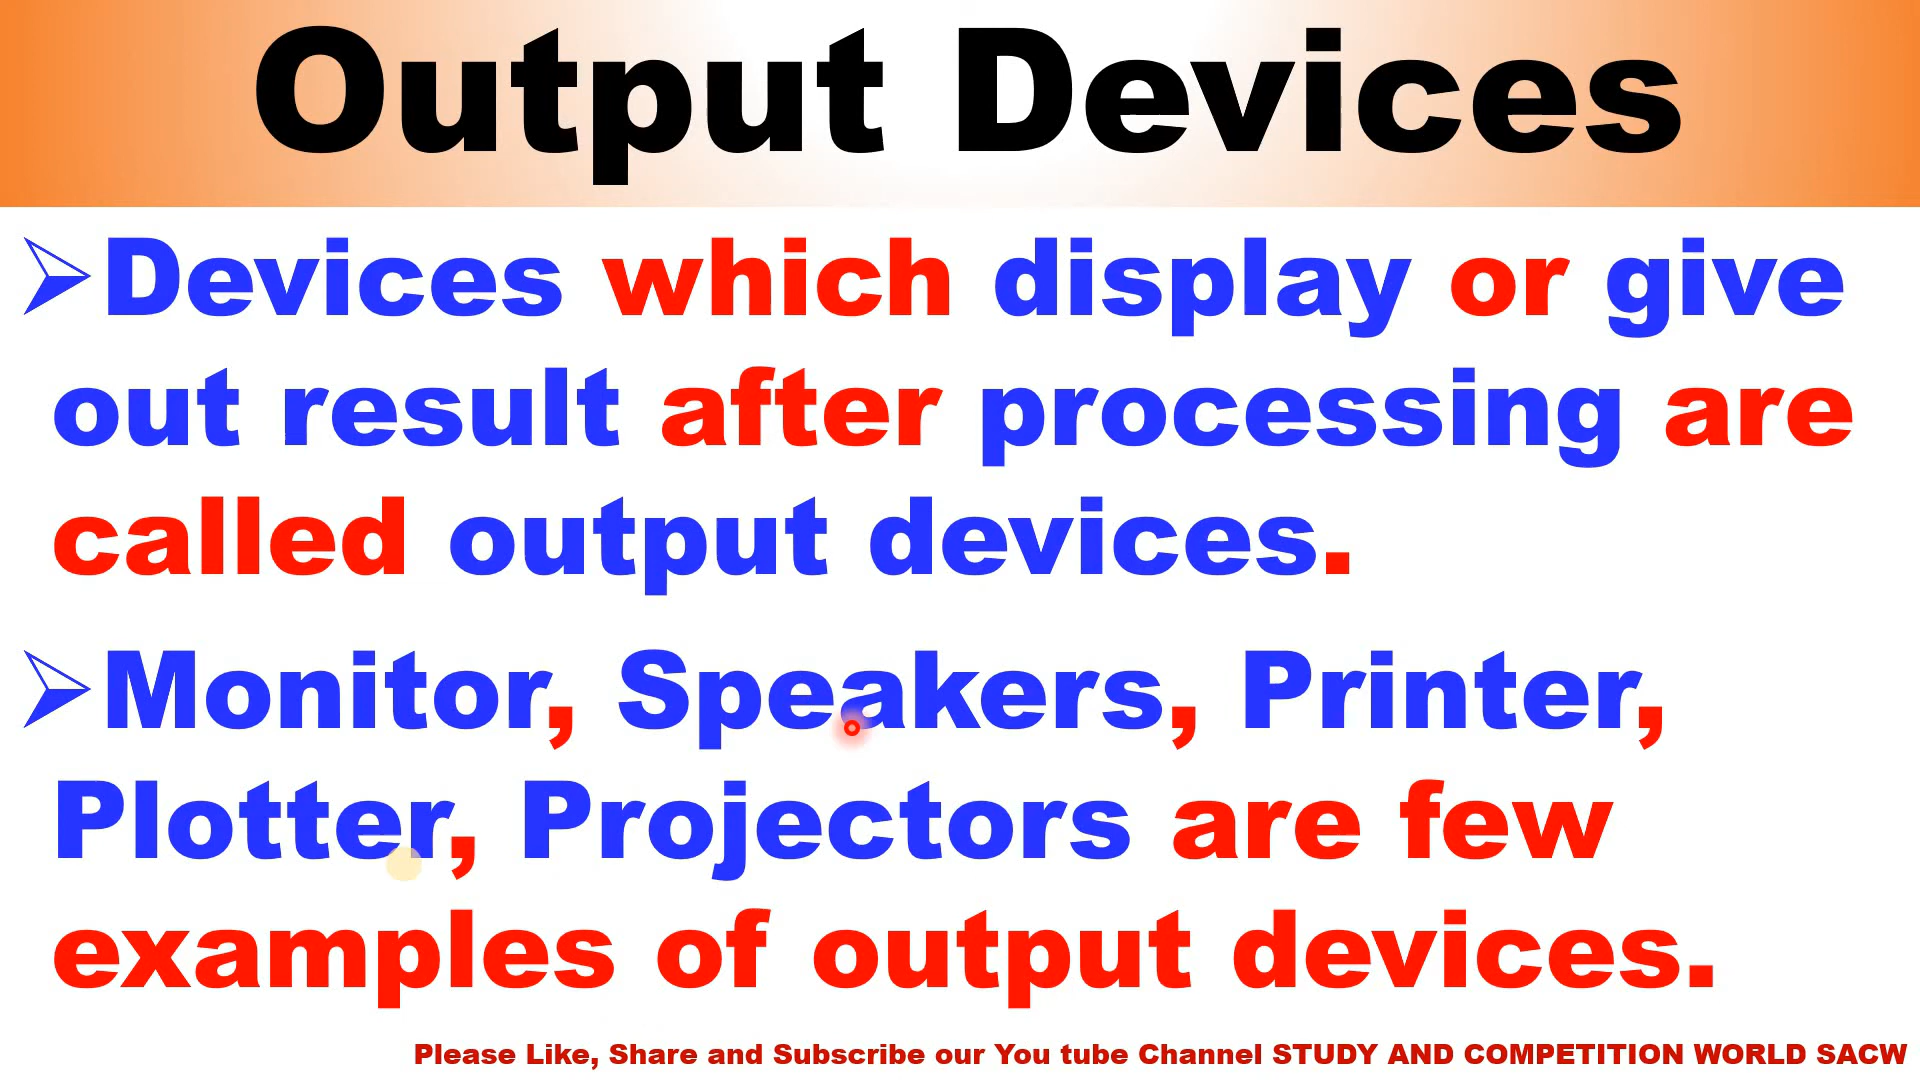 Output Devices
Devices which display or give
out result after processing are
called output devices.
Monitor, Speakers, Printer,
Plotter, Projectors are few
examples of output devices.
Please Like, Share and Subscribe our You tube Channel STUDY AND COMPETITION WORLD SACW